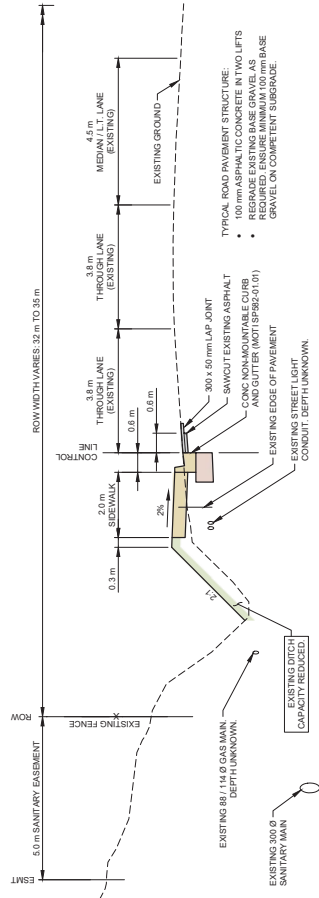 ROW WIDTH VARIES: 32 m TO 35 m
ESMT
5.0 m SANITARY EASEMENT
ROW
EXISTING FENCE
0.3 m
2.0 m
SIDEWALK
CONTROL
LINE
0.6 m
0.6 m
3.8 m
THROUGH LANE
(EXISTING)
3.8 m
THROUGH LANE
(EXISTING)
4.5 m
MEDIAN / L.T. LANE
(EXISTING)
2%
2:1
EXISTING GROUND
300 x 50 mm LAP JOINT
SAWCUT EXISTING ASPHALT
CONC NON-MOUNTABLE CURB
AND GUTTER (MOTI SP582-01.01)
EXISTING EDGE OF PAVEMENT
EXISTING STREET LIGHT
CONDUIT. DEPTH UNKNOWN.
EXISTING DITCH
CAPACITY REDUCED.
EXISTING 88 / 114 Ø GAS MAIN.
DEPTH UNKNOWN.
EXISTING 300 Ø
SANITARY MAIN
TYPICAL ROAD PAVEMENT STRUCTURE:
• 100 mm ASPHALTIC CONCRETE IN TWO LIFTS
• REGRADE EXISTING BASE GRAVEL AS
REQUIRED. ENSURE MINIMUM 100 mm BASE
GRAVEL ON COMPETENT SUBGRADE.